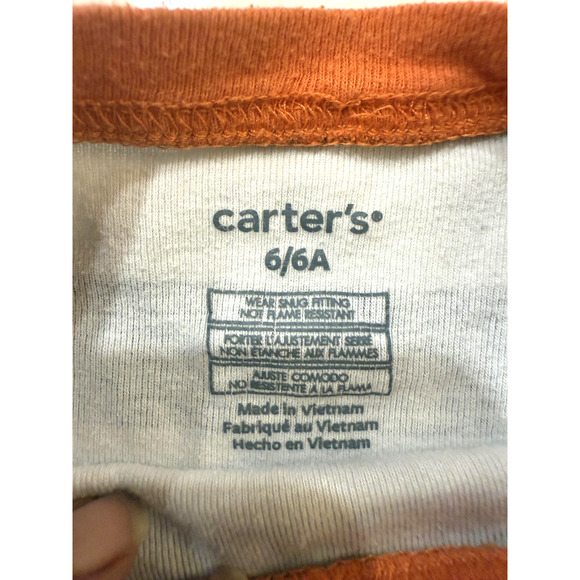 carter's
6/6A
WEAR SNUG FITTING
NOT FLAME RESISTANT
PORTER L'AJUSTEMENT SERRÉ
NON ÉTANCHE AUX FLAMMES
AJUSTE COMODO
NO RESISTENTE A LA FLAMA
Made in Vietnam
Fabriqué au Vietnam
Hecho en Vietnam